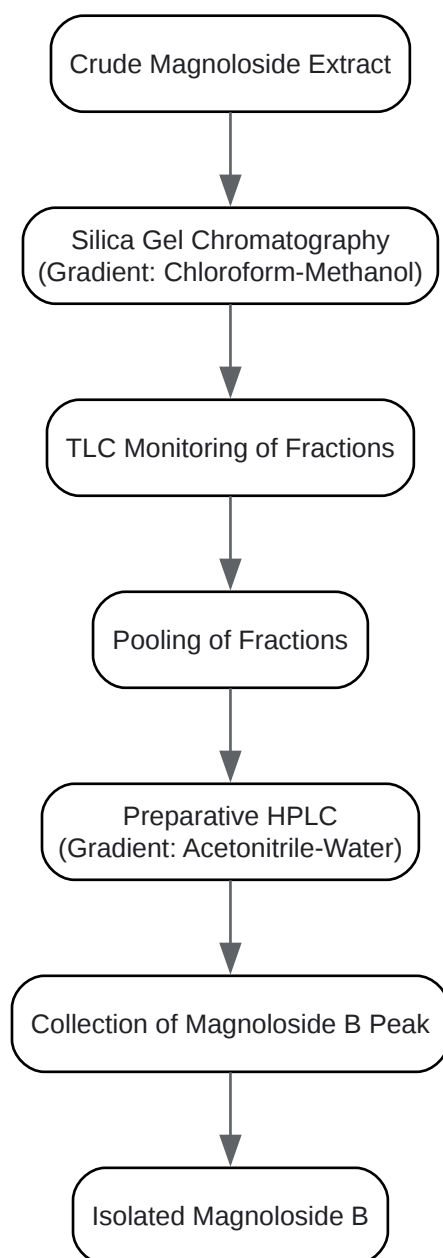 Crude Magnoloside Extract
Silica Gel Chromatography
(Gradient: Chloroform-Methanol)
TLC Monitoring of Fractions
Pooling of Fractions
Preparative HPLC
(Gradient: Acetonitrile-Water)
Collection of Magnoloside B Peak
Isolated Magnoloside B